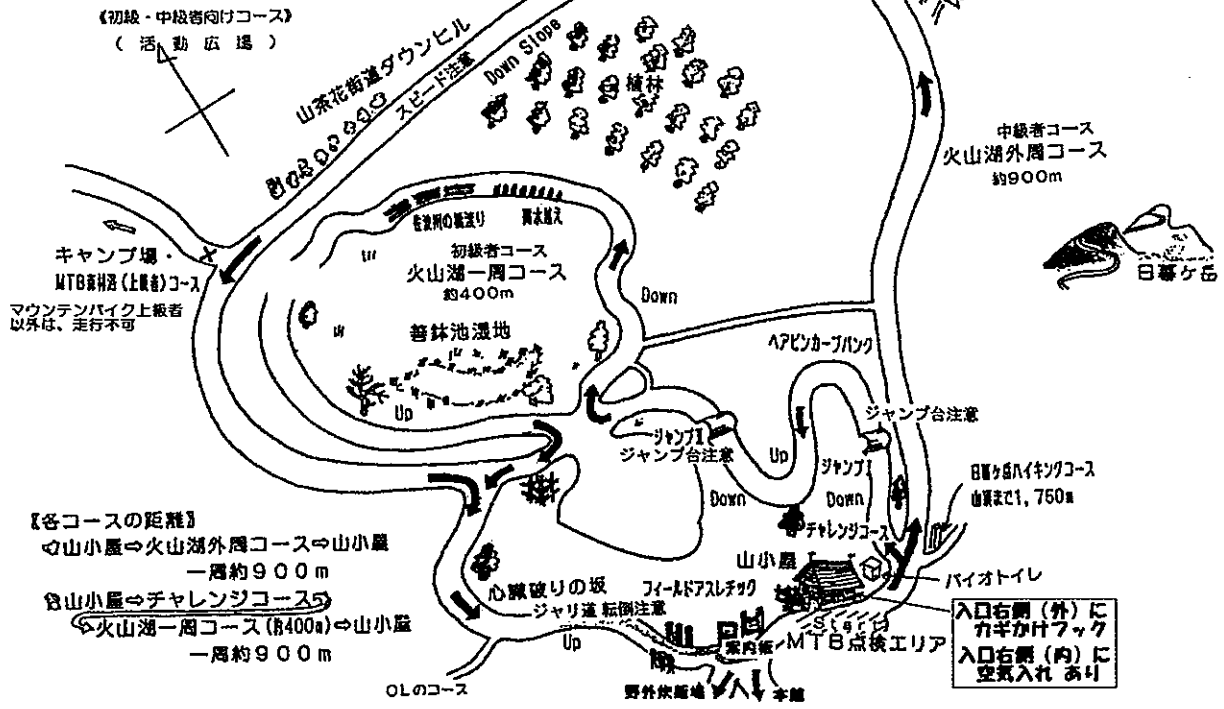 《初級・中級者向けコース》
(活動広場)
山茶花街道ダウンヒル
スピード注意
Down Slope
植林
中級者コース
火山湖外周コース
約900m
日暮ケ岳
キャンプ場・
コース
マウンテンバイク上級者
以外は、走行不可
初級者コース
火山湖一周コース
約400m
Down
菩鉢池湿地
Up
ヘアピンカーブバンク
ジャンプ台注意
ジャンプⅡ
ジャンプ台注意
Up
ジャンプⅠ
Down
Down
チャレンジコース
日暮ケ岳ハイキングコース
山頂まで1,750m
山小屋
バイオトイレ
【各コースの距離】
山小屋⇒火山湖外周コース⇒山小屋
一周約900m
山小屋⇒チャレンジコース
火山湖一周コース(約400m)⇒山小屋
一周約900m
心臓破りの坂
ジャリ道 転倒注意
Up
フィールドアスレチック
案内板
Start
MTB点検エリア
入口右側(外)に
カギかけフック
入口右側(内)に
空気入れ あり
OLのコース
野外炊飯場
本館